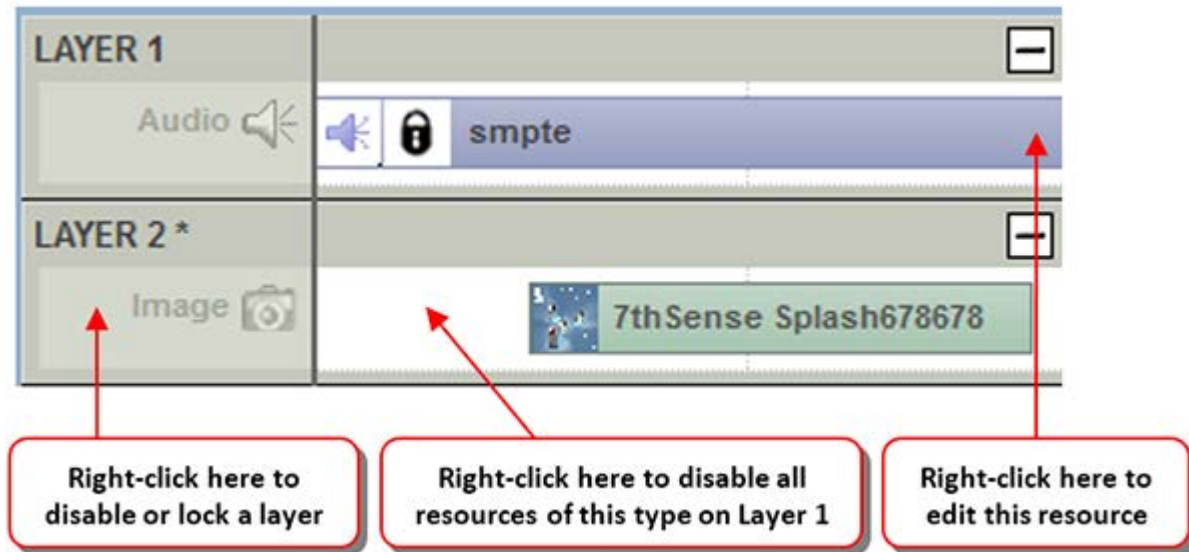 LAYER 1
Audio
smpte
LAYER 2 *
Image
7thSense Splash678678
Right-click here to
disable or lock a layer
Right-click here to disable all
resources of this type on Layer 1
Right-click here to
edit this resource